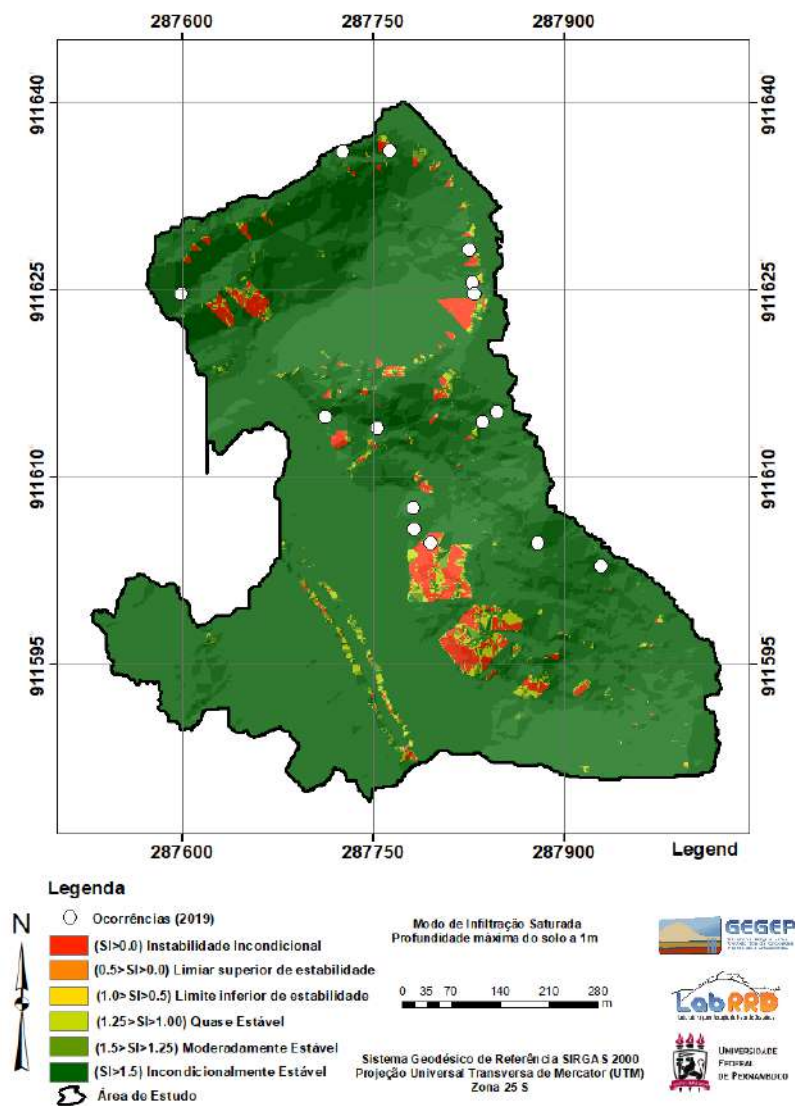 287600 287750 287900
911640 911640
911625 911625
911610 911610
911595 911595
287600 287750 287900 Legend
Legenda
N
Ocorrências (2019)
(SI>0.0) Instabilidade Incondicional
(0.5>SI>0.0) Limiar superior de estabilidade
(1.0>SI>0.5) Limite inferior de estabilidade
(1.25>SI>1.00) Quase Estável
(1.5>SI>1.25) Moderadamente Estável
(SI>1.5) Incondicionalmente Estável
Área de Estudo
Modo de Infiltração Saturada
Profundidade máxima do solo a 1m
0 35 70 140 210 280
m
Sistema Geodésico de Referência SIRGAS 2000
Projeção Universal Transversa de Mercator (UTM)
Zona 25 S
GEGEP
LabRRD
UNIVERSIDADE
FEDERAL
DE PERNAMBUCO